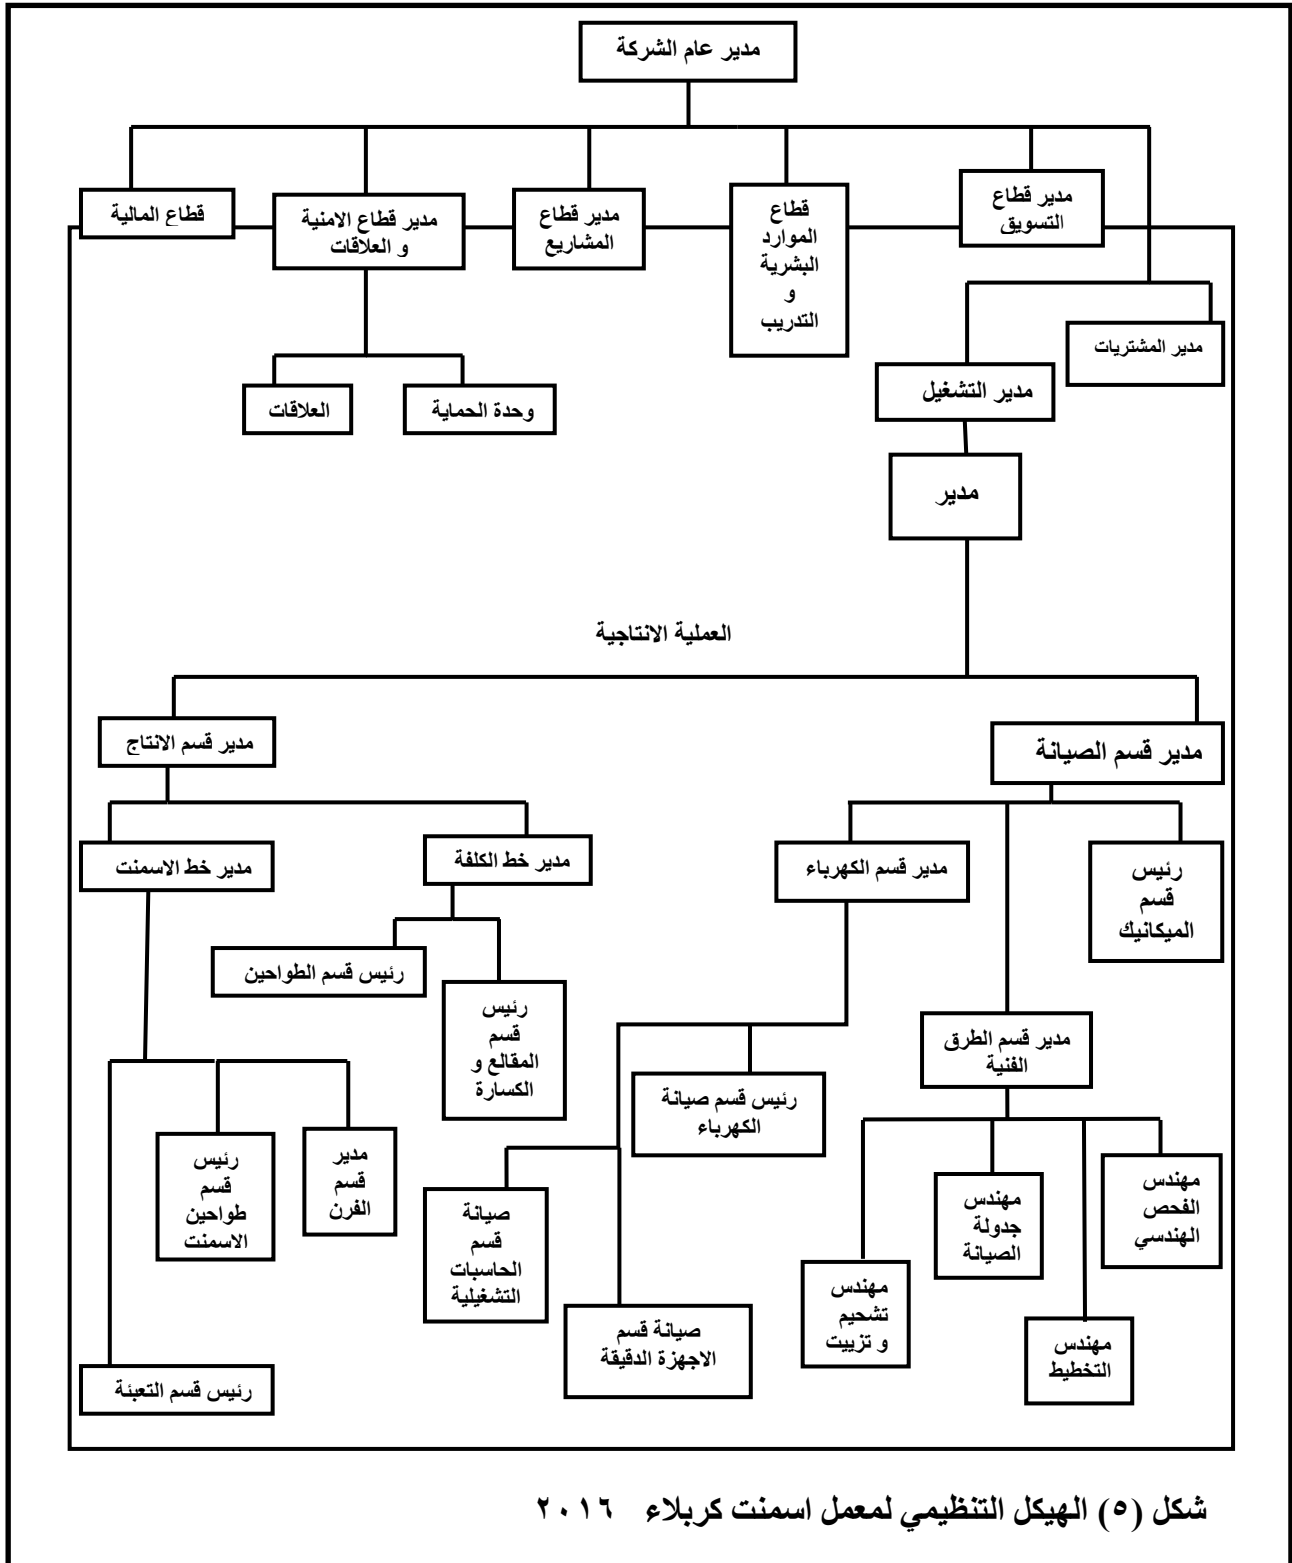 مدير عام الشركة
مدير قطاع
التسويق
قطاع
الموارد
البشرية
و
التدريب
مدير قطاع
المشاريع
مدير قطاع الامنية
و العلاقات
قطاع المالية
مدير المشتريات
مدير التشغيل
وحدة الحماية
العلاقات
مدير
العملية الانتاجية
مدير قسم الصيانة
مدير قسم الانتاج
رئيس
قسم
الميكانيك
مدير قسم الكهرباء
مدير خط الكلفة
مدير خط الاسمنت
رئيس قسم الطواحين
رئيس
قسم
المقالع و
الكسارة
مدير قسم الطرق
الفنية
رئيس قسم صيانة
الكهرباء
مدير
قسم
الفرن
رئيس
قسم
طواحين
الاسمنت
مهندس
الفحص
الهندسي
مهندس
جدولة
الصيانة
صيانة
قسم
الحاسبات
التشغيلية
مهندس
تشحيم
و تزييت
صيانة قسم
الاجهزة الدقيقة
مهندس
التخطيط
رئيس قسم التعبئة
شكل (٥) الهيكل التنظيمي لمعمل اسمنت كربلاء ٢٠١٦